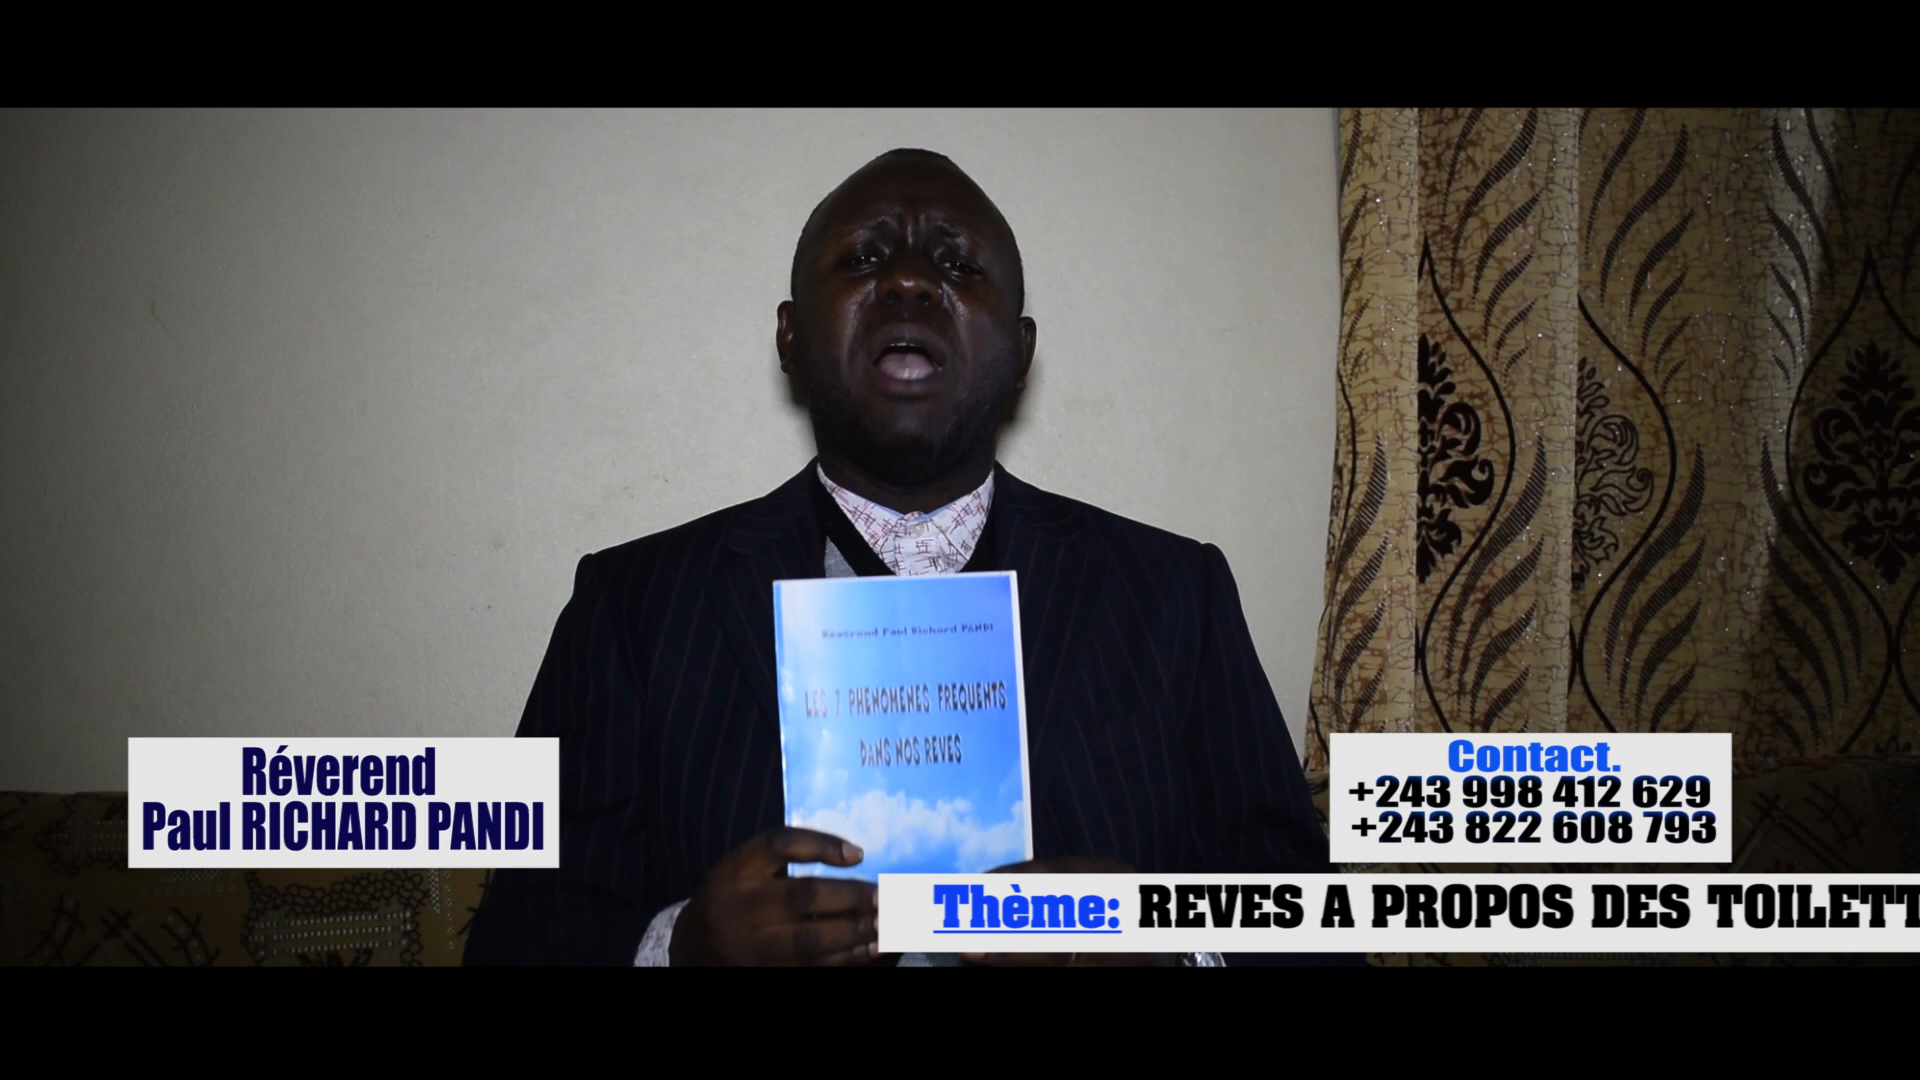 Réverend Paul Richard PANDI
LES 7 PHENOMENES FREQUENTS
DANS NOS REVES
Réverend
Paul RICHARD PANDI
Contact.
+243 998 412 629
+243 822 608 793
Thème: REVES A PROPOS DES TOILETT